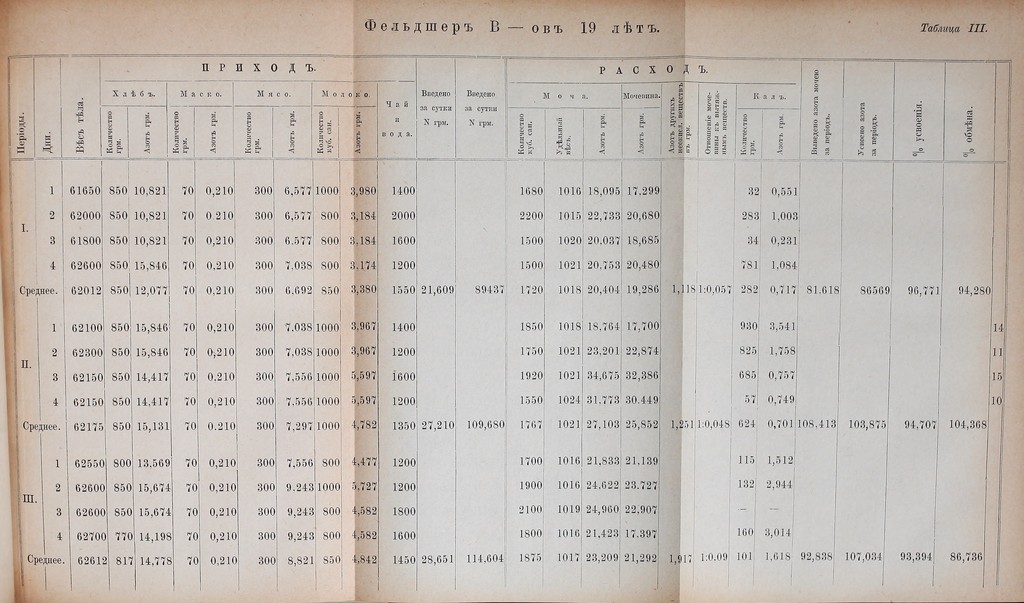 Фельдшеръ В—овъ 19 лѣтъ.
Таблица III.
Періоды.
Дни.
Вѣсъ тѣла.
ПРИХОДЪ.
Хлѣбъ.
Масло.
Мясо.
Молоко.
Чай и вода.
Количество грм.
Азотъ грм.
Количество грм.
Азотъ грм.
Количество грм.
Азотъ грм.
Количество куб. сан.
Азотъ грм.
Введено за сутки N грм.
Введено за сутки N грм.
РАСХОДЪ.
Моча.
Мочевина.
Калъ.
Количество куб. сан.
Удѣльный вѣсъ.
Азотъ грм.
Азотъ грм.
Количество грм.
Азотъ грм.
Выведено азота мочею за періодъ.
Усвоено азота за періодъ.
% усвоенія.
% обмѣна.
I.
1 61650 850 10,821 70 0,210 300 6,577 1000 3,980 1400 1680 1016 18,095 17,299 32 0,551
2 62000 850 10,821 70 0.210 300 6,577 800 3,184 2000 2200 1015 22,733 20,680 283 1,003
3 61800 850 10,821 70 0,210 300 6.577 800 3,184 1600 1500 1020 20,037 18,685 34 0,231
4 62600 850 15,846 70 0,210 300 7,038 800 3,174 1200 1500 1021 20,753 20,480 781 1,084
Среднее. 62012 850 12,077 70 0,210 300 6,692 850 3,380 1550 21,609 89437 1720 1018 20,404 19,286 1,118 1:0,057 282 0,717 81.618 86569 96,771 94,280
II.
1 62100 850 15,846 70 0,210 300 7,038 1000 3,967 1400 1850 1018 18,764 17,700 930 3,541 14
2 62300 850 15,846 70 0,210 300 7,038 1000 3,967 1200 1750 1021 23,201 22,874 825 1,758 11
3 62150 850 14,417 70 0,210 300 7,556 1000 5,597 1600 1920 1021 34,675 32,386 685 0,757 15
4 62150 850 14,417 70 0,210 300 7.556 1000 5,597 1200 1550 1024 31,773 30.449 57 0,749 10
Среднее. 62175 850 15,131 70 0.210 300 7,297 1000 4,782 1350 27,210 109,680 1767 1021 27,103 25,852 1,251 1:0,048 624 0,701 108,413 103,875 94,707 104,368
III.
1 62550 800 13,569 70 0,210 300 7,556 800 4,477 1200 1700 1016 21,833 21,139 115 1,512
2 62600 850 15,674 70 0,210 300 9.243 1000 5,727 1200 1900 1016 24,622 23.727 132 2,944
3 62600 850 15,674 70 0,210 300 9,243 800 4,582 1800 2100 1019 24,960 22,907 — —
4 62700 770 14,198 70 0,210 300 9,243 800 4,582 1600 1800 1016 21,423 17.397 160 3,014
Среднее. 62612 817 14,778 70 0,210 300 8,821 850 4,842 1450 28,651 114,604 1875 1017 23,209 21,292 1,917 1:0.09 101 1,618 92,838 107,034 93,394 86,736